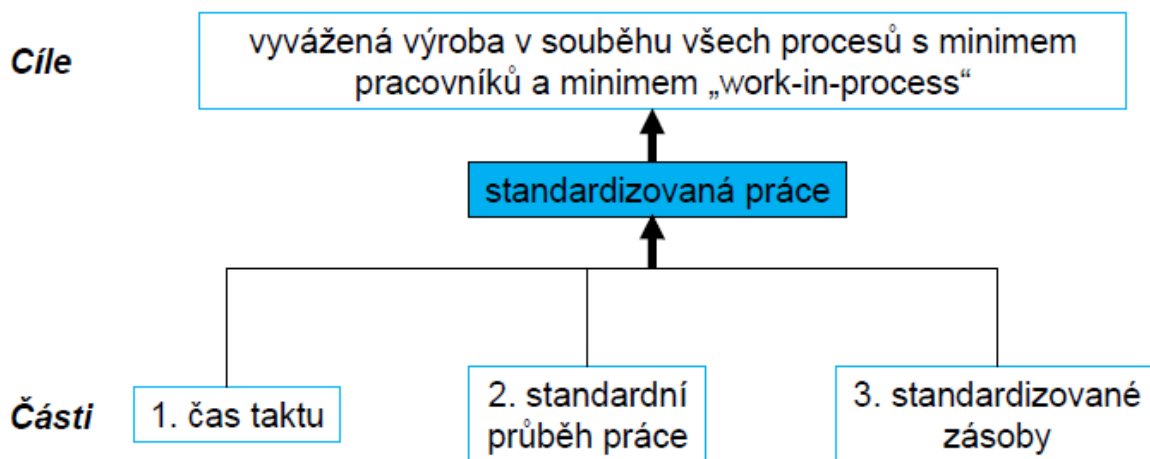 Cíle
vyvážená výroba v souběhu všech procesů s minimem
pracovníků a minimem „work-in-process“
standardizovaná práce
Části
1. čas taktu
2. standardní
průběh práce
3. standardizované
zásoby